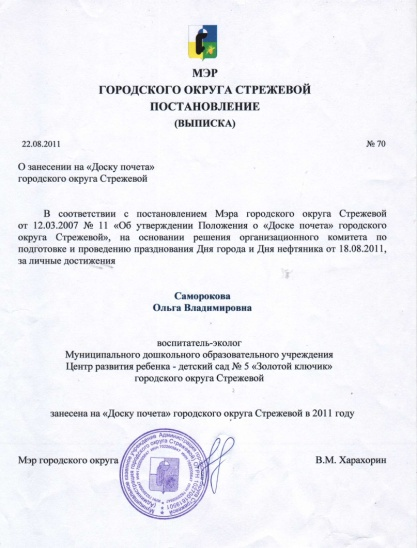 МЭР
ГОРОДСКОГО ОКРУГА СТРЕЖЕВОЙ
ПОСТАНОВЛЕНИЕ
(ВЫПИСКА)
22.08.2011 № 70
О занесении на «Доску почета»
городского округа Стрежевой
В соответствии с постановлением Мэра городского округа Стрежевой
от 12.03.2007 № 11 «Об утверждении Положения о «Доске почета» городского
округа Стрежевой», на основании решения организационного комитета по
подготовке и проведению празднования Дня города и Дня нефтяника от 18.08.2011,
за личные достижения
Саморокова
Ольга Владимировна
воспитатель-эколог
Муниципального дошкольного образовательного учреждения
Центр развития ребенка - детский сад № 5 «Золотой ключик»
городского округа Стрежевой
занесена на «Доску почета» городского округа Стрежевой в 2011 году
Мэр городского округа В.М. Харахорин